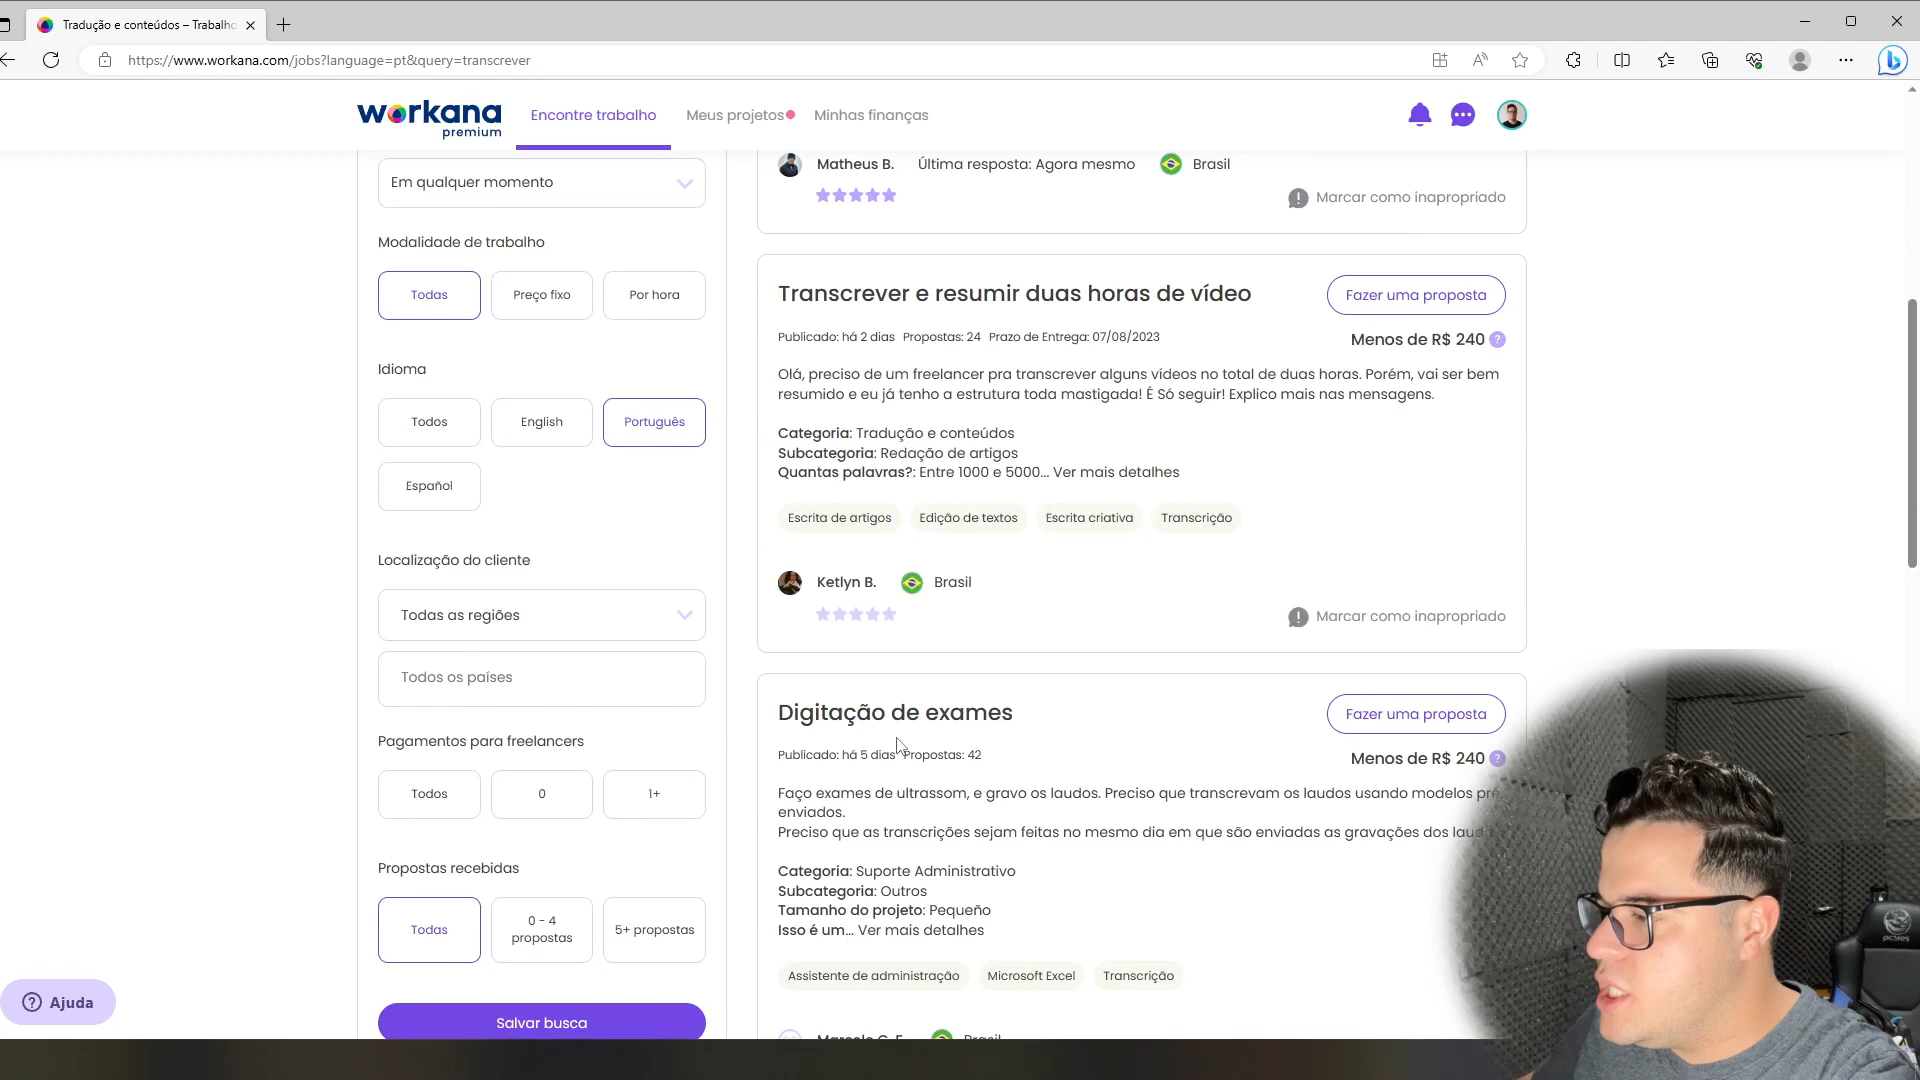 Tradução e conteúdos – Trabalho
https://www.workana.com/jobs?language=pt&query=transcrever
workana
premium
Encontre trabalho
Meus projetos
Minhas finanças
Em qualquer momento
Modalidade de trabalho
Todas
Preço fixo
Por hora
Idioma
Todos
English
Português
Español
Localização do cliente
Todas as regiões
Todos os países
Pagamentos para freelancers
Todos
0
1+
Propostas recebidas
Todas
0 - 4
propostas
5+ propostas
Salvar busca
Ajuda
Matheus B. Última resposta: Agora mesmo Brasil
Marcar como inapropriado
Transcrever e resumir duas horas de vídeo
Fazer uma proposta
Publicado: há 2 dias Propostas: 24 Prazo de Entrega: 07/08/2023
Menos de R$ 240 ?
Olá, preciso de um freelancer pra transcrever alguns vídeos no total de duas horas. Porém, vai ser bem
resumido e eu já tenho a estrutura toda mastigada! É Só seguir! Explico mais nas mensagens.
Categoria: Tradução e conteúdos
Subcategoria: Redação de artigos
Quantas palavras?: Entre 1000 e 5000... Ver mais detalhes
Escrita de artigos
Edição de textos
Escrita criativa
Transcrição
Ketlyn B. Brasil
Marcar como inapropriado
Digitação de exames
Fazer uma proposta
Publicado: há 5 dias Propostas: 42
Menos de R$ 240 ?
Faço exames de ultrassom, e gravo os laudos. Preciso que transcrevam os laudos usando modelos pré
enviados.
Preciso que as transcrições sejam feitas no mesmo dia em que são enviadas as gravações dos laud
Categoria: Suporte Administrativo
Subcategoria: Outros
Tamanho do projeto: Pequeño
Isso é um... Ver mais detalhes
Assistente de administração
Microsoft Excel
Transcrição
Brasil
PCYES